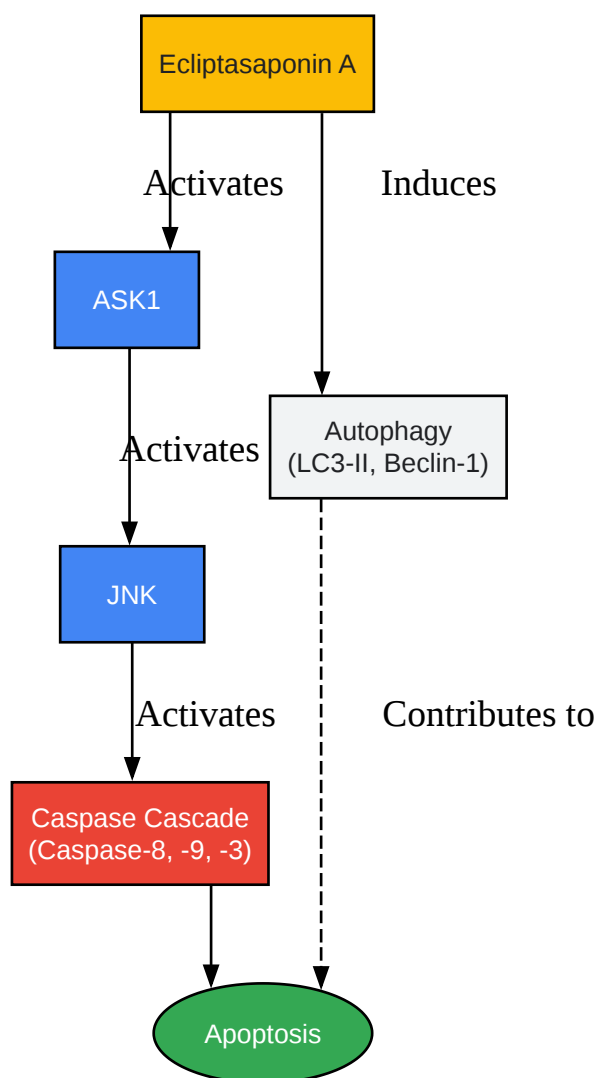 Ecliptasaponin A
Activates
Induces
ASK1
Activates
Autophagy
(LC3-II, Beclin-1)
JNK
Activates
Contributes to
Caspase Cascade
(Caspase-8, -9, -3)
Apoptosis